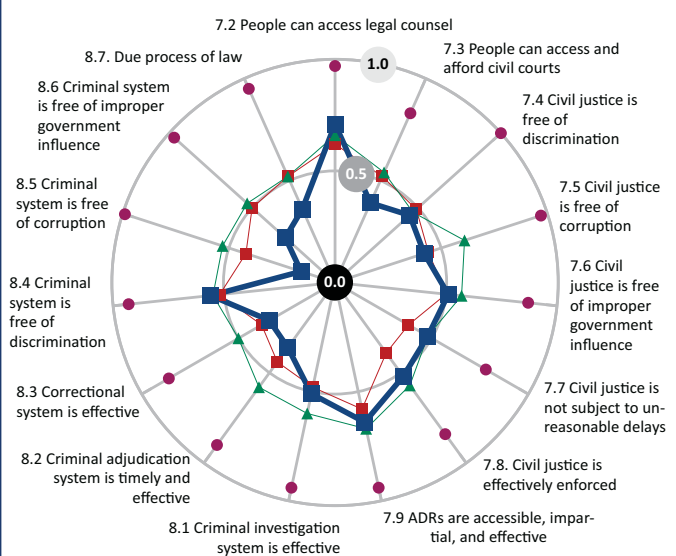 7.2 People can access legal counsel
7.3 People can access and
afford civil courts
7.4 Civil justice is
free of
discrimination
7.5 Civil justice
is free of
corruption
7.6 Civil
justice is free
of improper
government
influence
7.7 Civil justice is
not subject to un-
reasonable delays
7.8. Civil justice is
effectively enforced
7.9 ADRs are accessible, impar-
tial, and effective
8.1 Criminal investigation
system is effective
8.2 Criminal adjudication
system is timely and
effective
8.3 Correctional
system is effective
8.4 Criminal
system is
free of
discrimination
8.5 Criminal
system is free
of corruption
8.6 Criminal system
is free of improper
government
influence
8.7. Due process of law
1.0
0.5
0.0